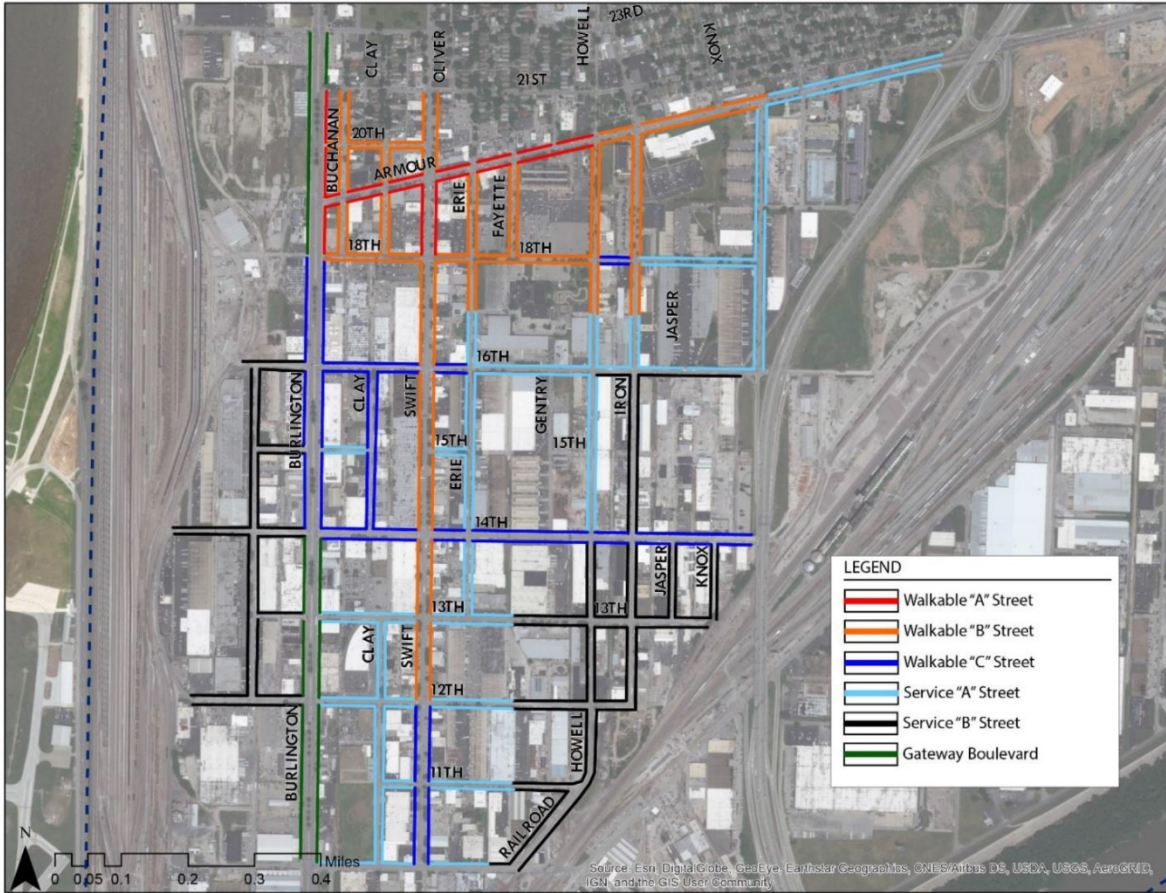 23RD
HOWELL
KNOX
CLAY
OLIVER
21ST
BUCHANAN
20TH
ARMOUR
ERIE
FAYETTE
18TH
18TH
JASPER
16TH
BURLINGTON
CLAY
SWIFT
GENTRY
IRON
15TH
15TH
ERIE
14TH
JASPER
KNOX
LEGEND
Walkable "A" Street
Walkable "B" Street
Walkable "C" Street
Service "A" Street
Service "B" Street
Gateway Boulevard
13TH
13TH
CLAY
SWIFT
12TH
BURLINGTON
HOWELL
11TH
RAILROAD
N
Miles
0 0.05 0.1 0.2 0.3 0.4
Source: Esri, DigitalGlobe, GeoEye, Earthstar Geographics, CNES/Airbus DS, USDA, USGS, AeroGRID,
IGN, and the GIS User Community